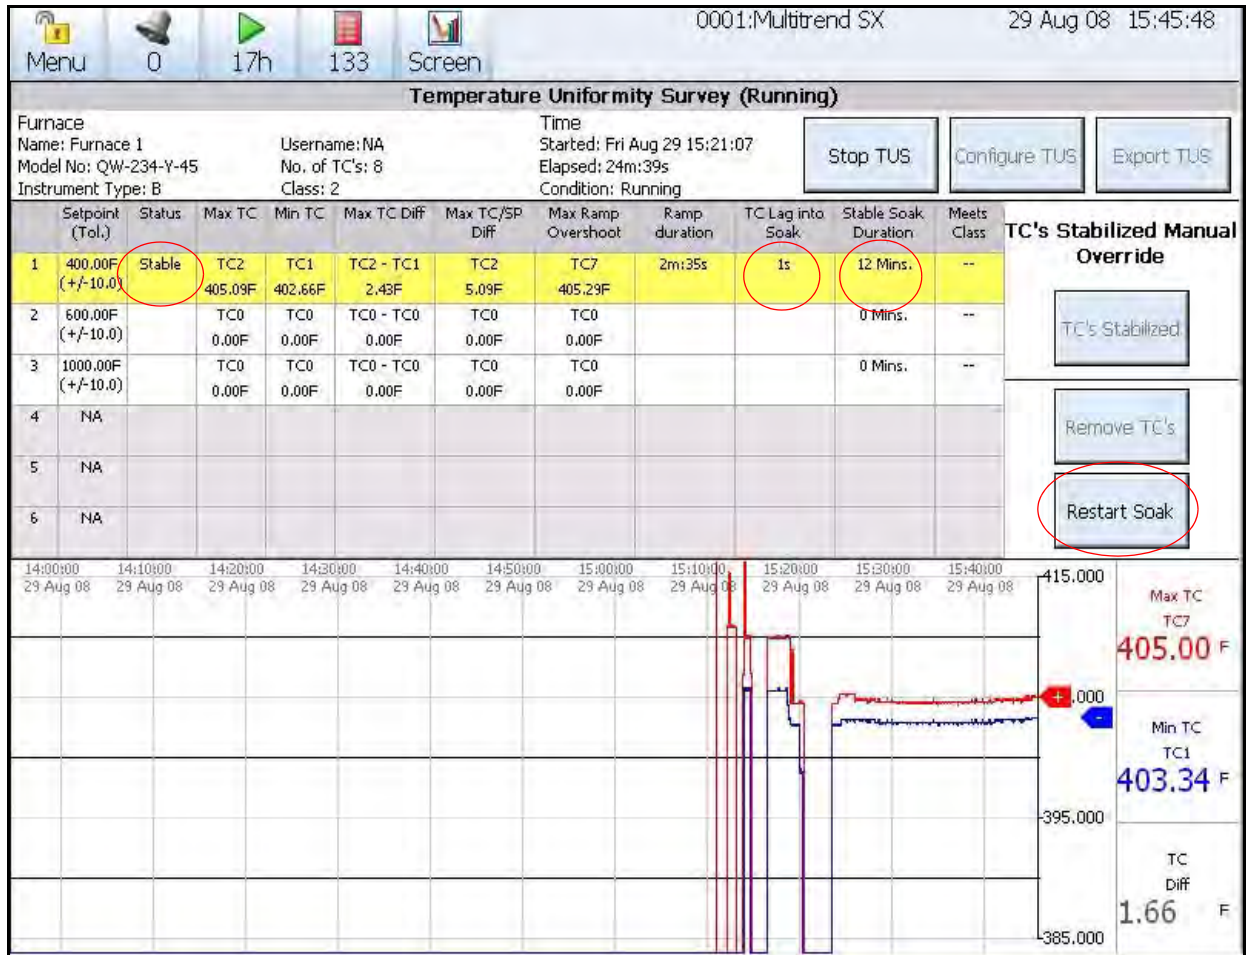 0001:Multitrend SX 29 Aug 08 15:45:48
Menu 0 17h 133 Screen
Temperature Uniformity Survey (Running)
Furnace Time
Name: Furnace 1 Username:NA Started: Fri Aug 29 15:21:07
Model No: QW-234-Y-45 No. of TC's: 8 Elapsed: 24m:39s
Instrument Type: B Class: 2 Condition: Running
Stop TUS Configure TUS Export TUS
Setpoint Status Max TC Min TC Max TC Diff Max TC/SP Max Ramp Ramp TC Lag into Stable Soak Meets
(Tol.) Diff Overshoot duration Soak Duration Class
1 400.00F Stable TC2 TC1 TC2 - TC1 TC2 TC7 2m:35s 1s 12 Mins. --
(+/-10.0) 405.09F 402.66F 2.43F 5.09F 405.29F
2 600.00F TC0 TC0 TC0 - TC0 TC0 TC0 0 Mins. --
(+/-10.0) 0.00F 0.00F 0.00F 0.00F 0.00F
3 1000.00F TC0 TC0 TC0 - TC0 TC0 TC0 0 Mins. --
(+/-10.0) 0.00F 0.00F 0.00F 0.00F 0.00F
4 NA
5 NA
6 NA
TC's Stabilized Manual
Override
TC's Stabilized
Remove TC's
Restart Soak
14:00:00 14:10:00 14:20:00 14:30:00 14:40:00 14:50:00 15:00:00 15:10:00 15:20:00 15:30:00 15:40:00
29 Aug 08 29 Aug 08 29 Aug 08 29 Aug 08 29 Aug 08 29 Aug 08 29 Aug 08 29 Aug 08 29 Aug 08 29 Aug 08 29 Aug 08
415.000
.000
395.000
385.000
Max TC
TC7
405.00 F
Min TC
TC1
403.34 F
TC
Diff
1.66 F